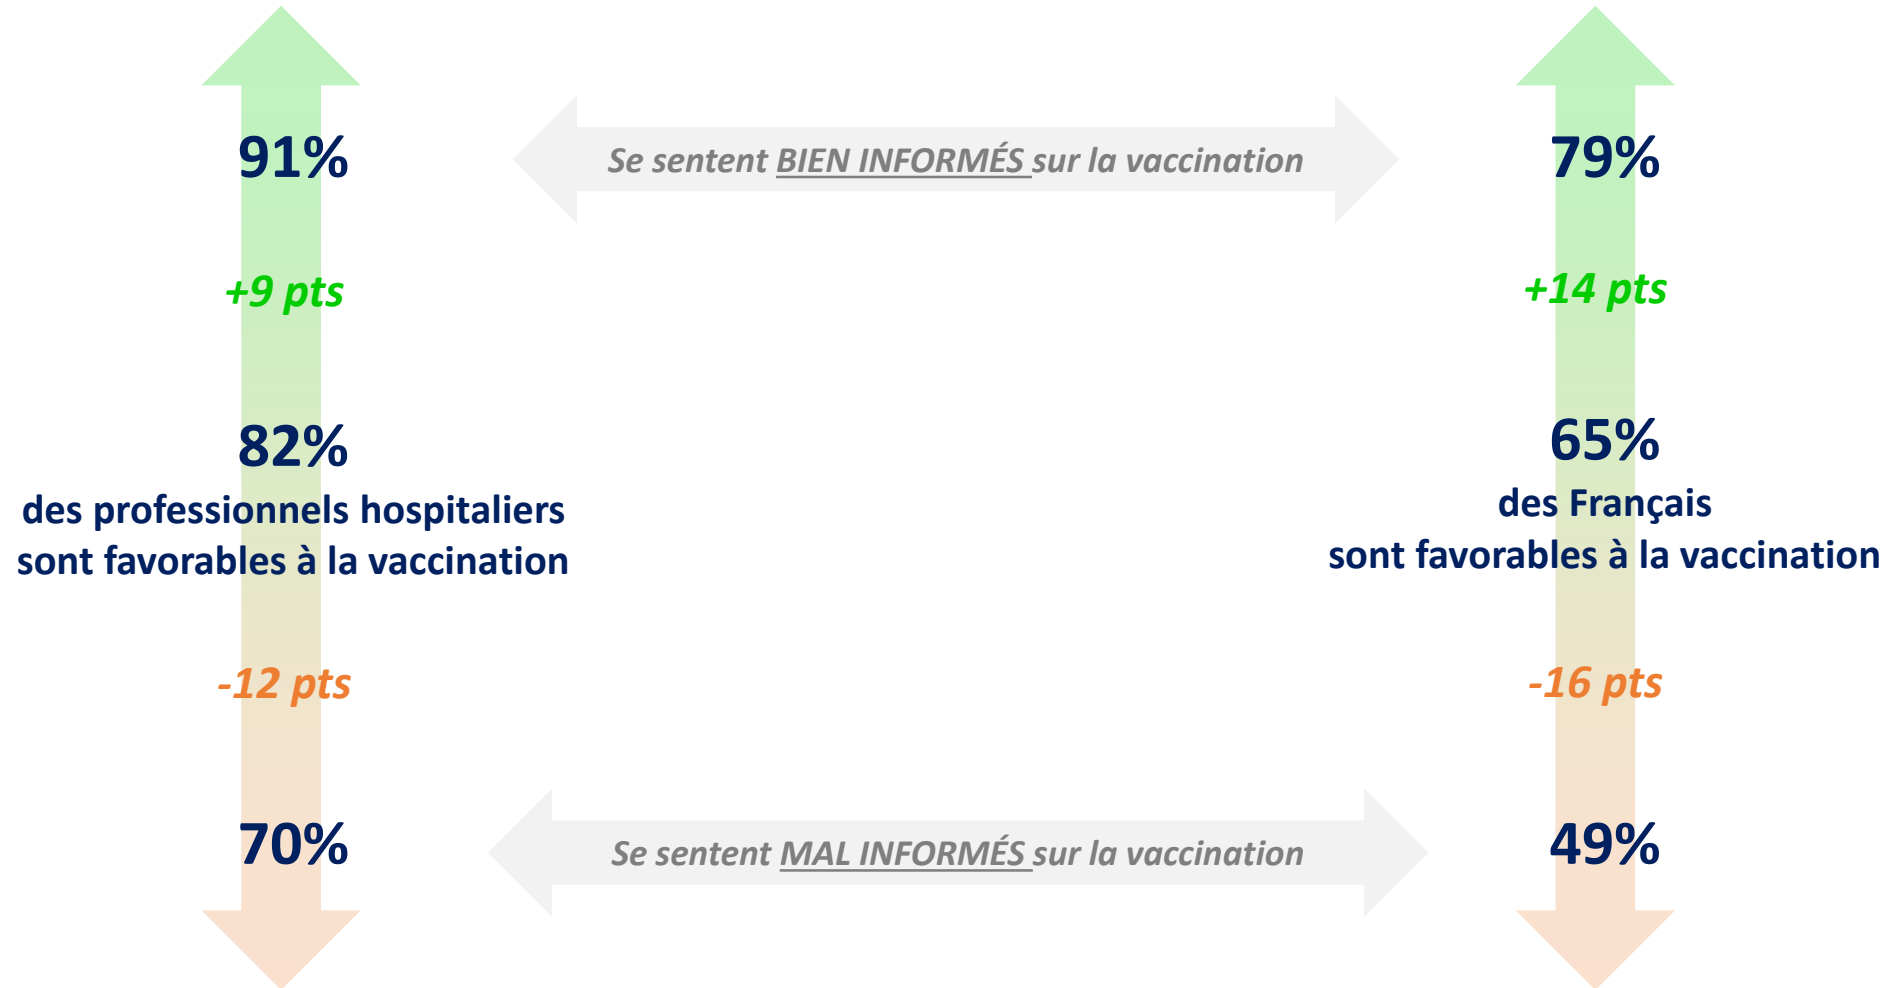 91%
Se sentent BIEN INFORMÉS sur la vaccination
79%
+9 pts
+14 pts
82%
des professionnels hospitaliers
sont favorables à la vaccination
65%
des Français
sont favorables à la vaccination
-12 pts
-16 pts
70%
Se sentent MAL INFORMÉS sur la vaccination
49%